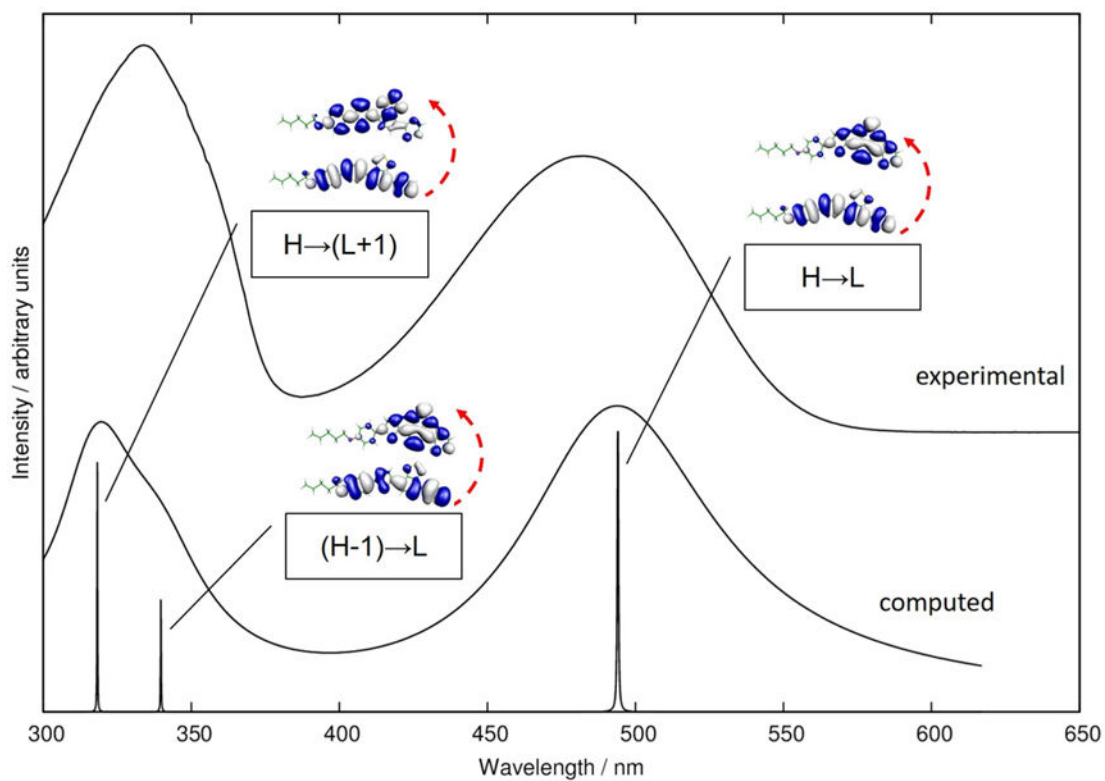 H→(L+1)
H→L
(H-1)→L
experimental
computed
Intensity / arbitrary units
300 350 400 450 500 550 600 650
Wavelength / nm